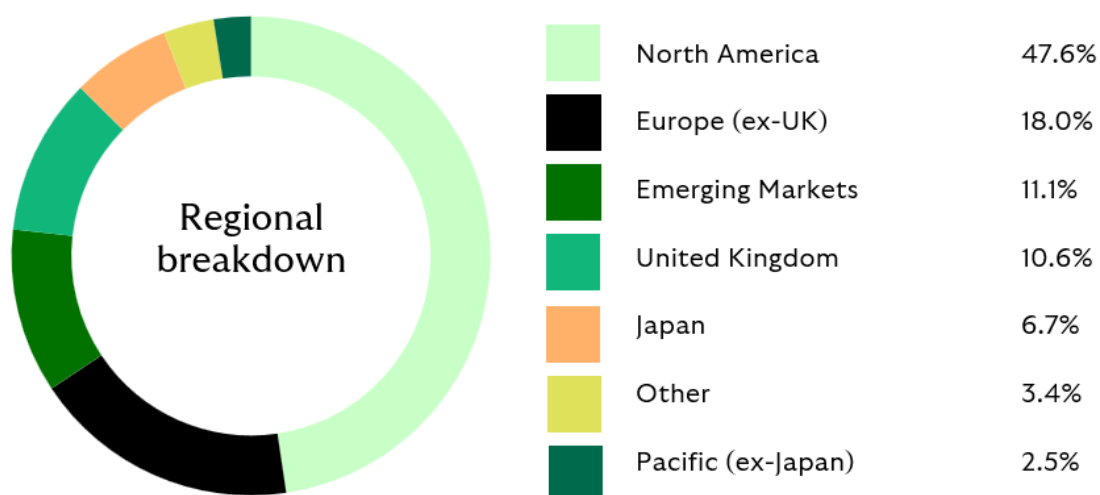 Regional
breakdown
North America 47.6%
Europe (ex-UK) 18.0%
Emerging Markets 11.1%
United Kingdom 10.6%
Japan 6.7%
Other 3.4%
Pacific (ex-Japan) 2.5%